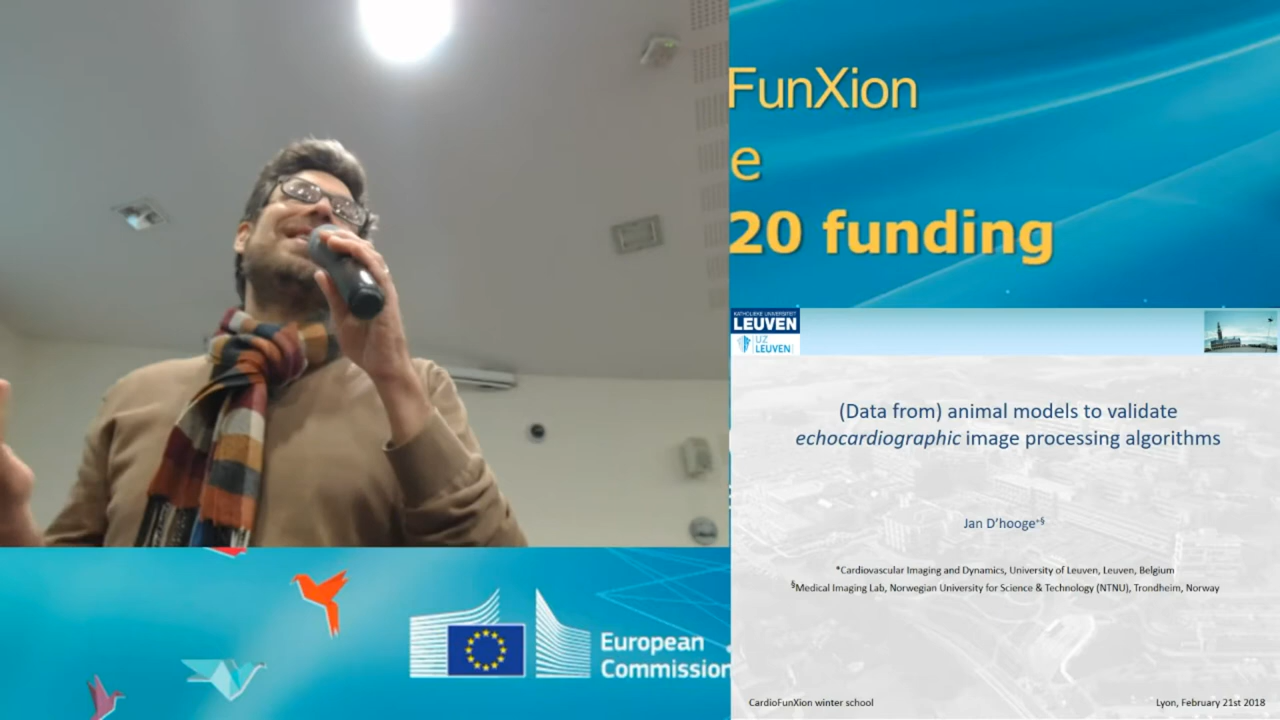 FunXion
e
20 funding
KATHOLIEKE UNIVERSITEIT
LEUVEN
UZ
LEUVEN
(Data from) animal models to validate
echocardiographic image processing algorithms
Jan D'hooge*§
*Cardiovascular Imaging and Dynamics, University of Leuven, Leuven, Belgium
§Medical Imaging Lab, Norwegian University for Science & Technology (NTNU), Trondheim, Norway
CardioFunXion winter school
Lyon, February 21st 2018
European
Commission